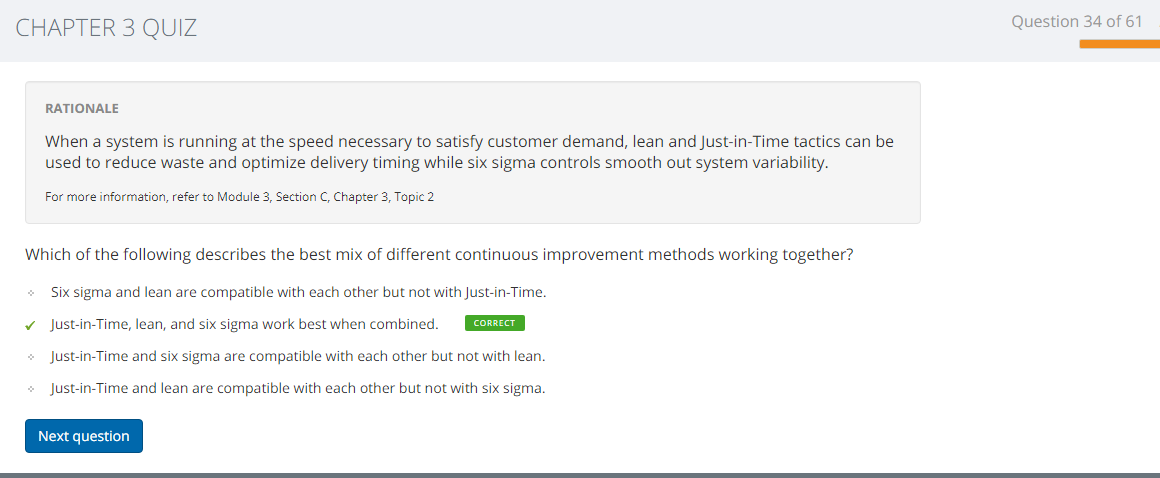 CHAPTER 3 QUIZ
Question 34 of 61
RATIONALE
When a system is running at the speed necessary to satisfy customer demand, lean and Just-in-Time tactics can be
used to reduce waste and optimize delivery timing while six sigma controls smooth out system variability.
For more information, refer to Module 3, Section C, Chapter 3, Topic 2
Which of the following describes the best mix of different continuous improvement methods working together?
Six sigma and lean are compatible with each other but not with Just-in-Time.
Just-in-Time, lean, and six sigma work best when combined. CORRECT
Just-in-Time and six sigma are compatible with each other but not with lean.
Just-in-Time and lean are compatible with each other but not with six sigma.
Next question